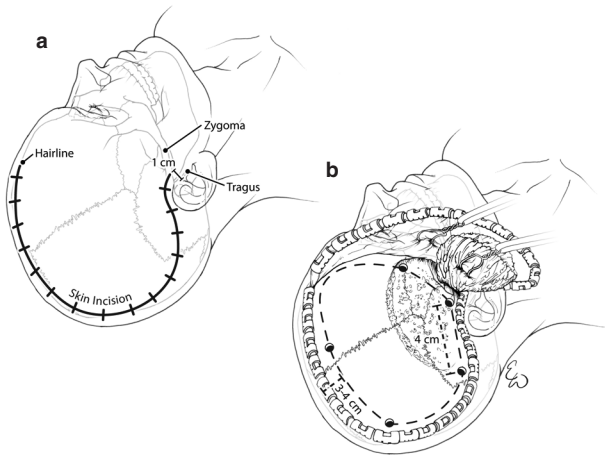 a
Zygoma
Hairline
1 cm
Tragus
Skin Incision
b
4 cm
3-4 cm